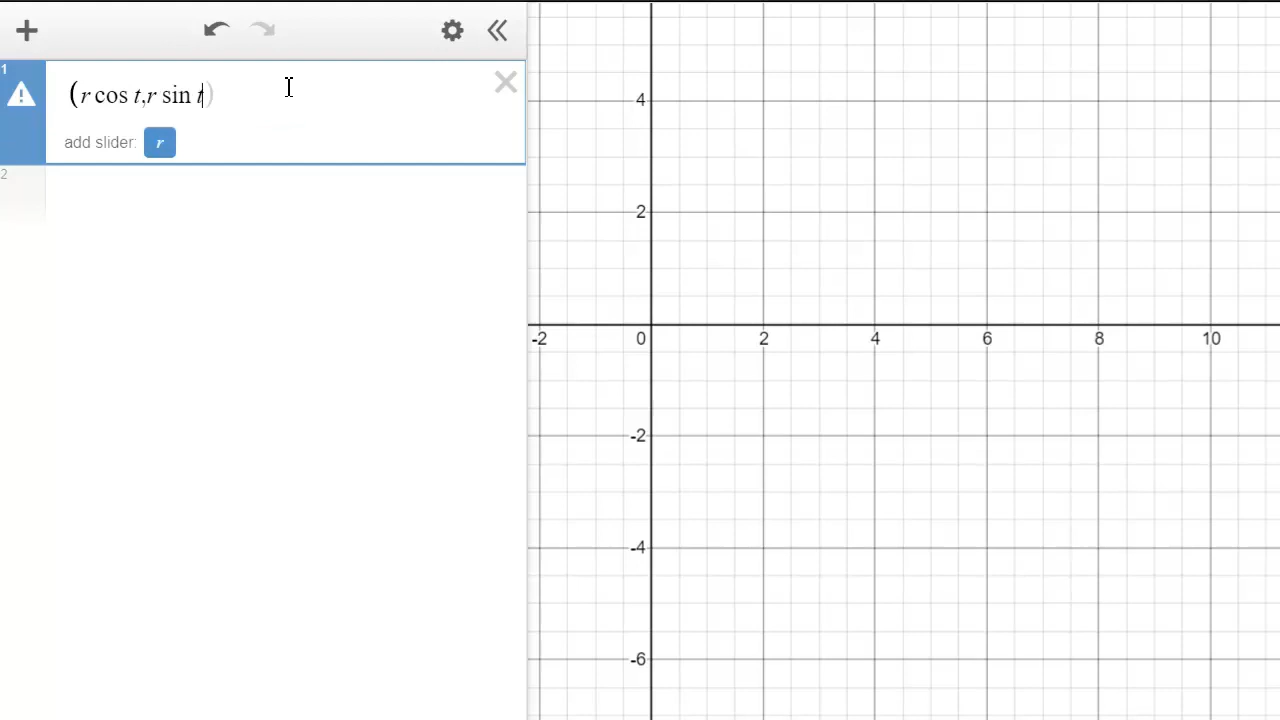 1
(r cos t,r sin t)
add slider: r
2
4
2
-2 0 2 4 6 8 10
-2
-4
-6